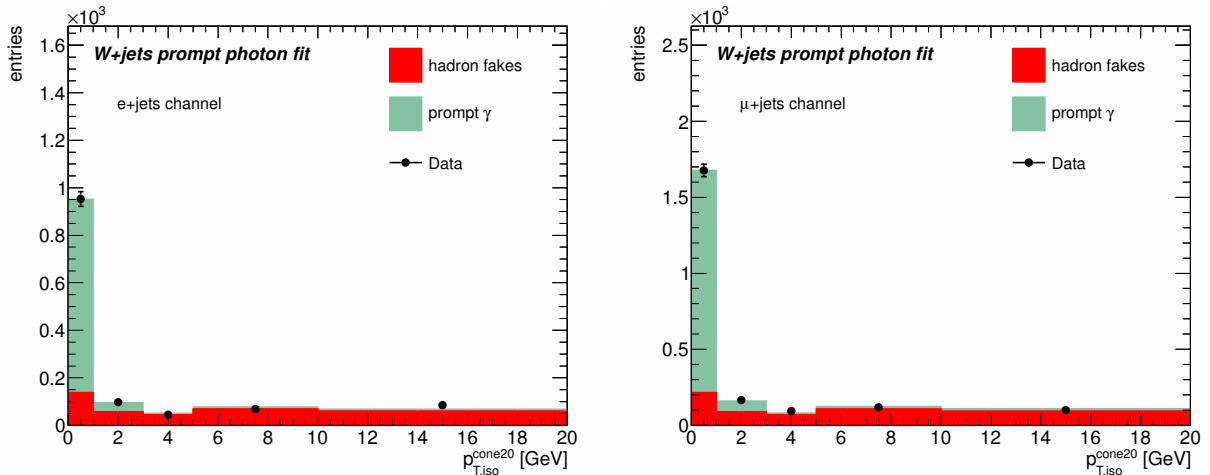 ×10³
entries
1.6
1.4
1.2
1
0.8
0.6
0.4
0.2
0
W+jets prompt photon fit
e+jets channel
hadron fakes
prompt γ
Data
0 2 4 6 8 10 12 14 16 18 20
p_{T,iso}^{cone20} [GeV]
×10³
entries
2.5
2
1.5
1
0.5
0
W+jets prompt photon fit
μ+jets channel
hadron fakes
prompt γ
Data
0 2 4 6 8 10 12 14 16 18 20
p_{T,iso}^{cone20} [GeV]